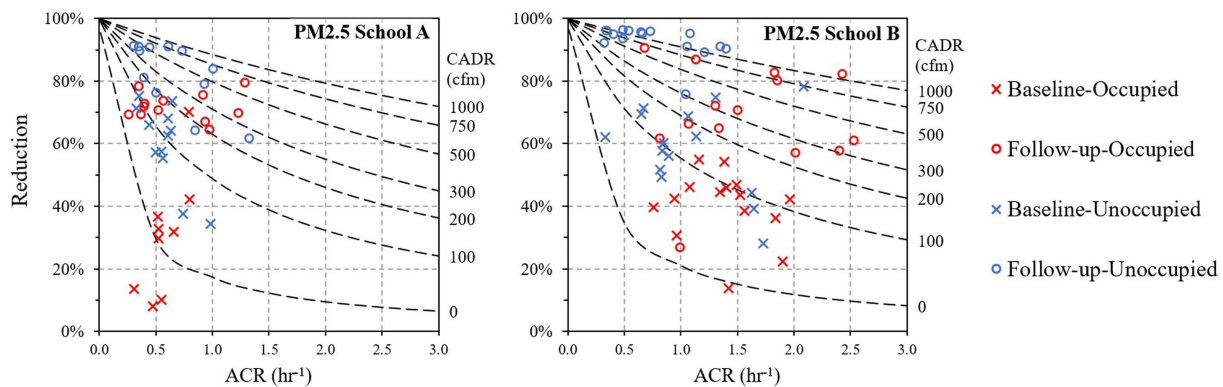 PM2.5 School A
Reduction
100%
80%
60%
40%
20%
0%
0.0 0.5 1.0 1.5 2.0 2.5 3.0
ACR (hr-1)
CADR
(cfm)
1000
750
500
300
200
100
0
PM2.5 School B
100%
80%
60%
40%
20%
0%
0.0 0.5 1.0 1.5 2.0 2.5 3.0
ACR (hr-1)
CADR
(cfm)
1000
750
500
300
200
100
0
Baseline-Occupied
Follow-up-Occupied
Baseline-Unoccupied
Follow-up-Unoccupied